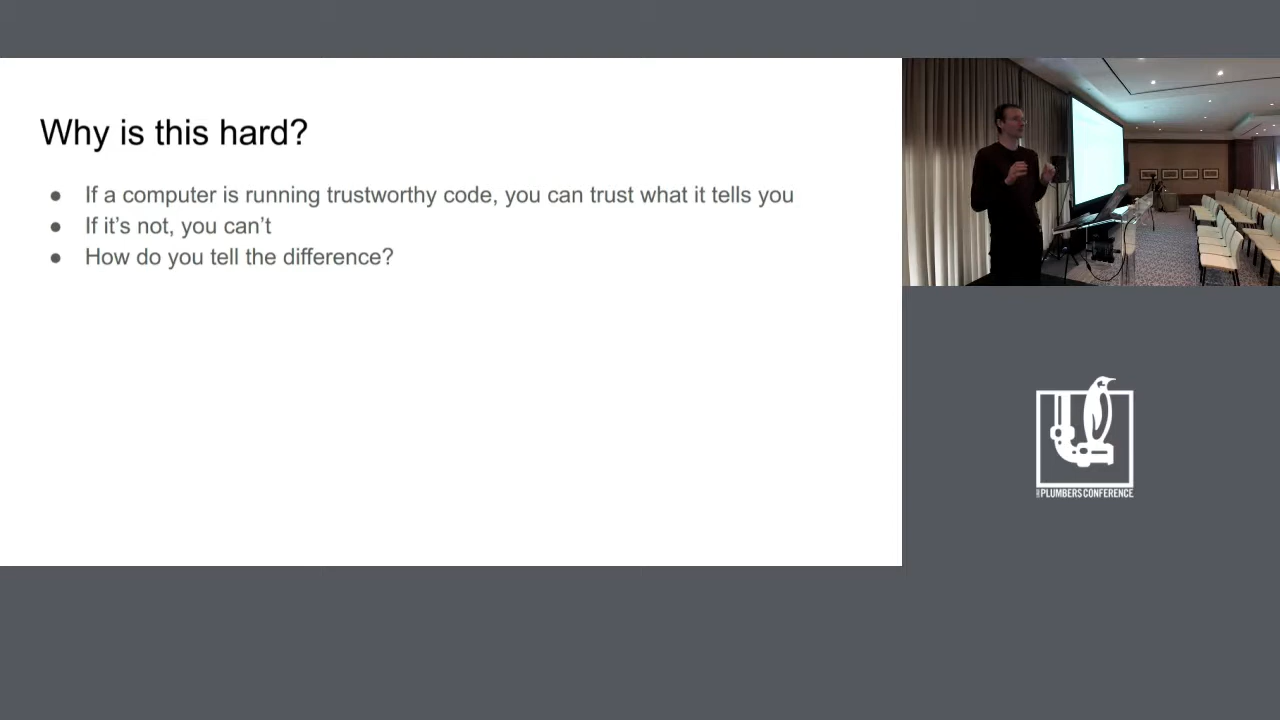 Why is this hard?
● If a computer is running trustworthy code, you can trust what it tells you
● If it’s not, you can’t
● How do you tell the difference?
PLUMBERS CONFERENCE